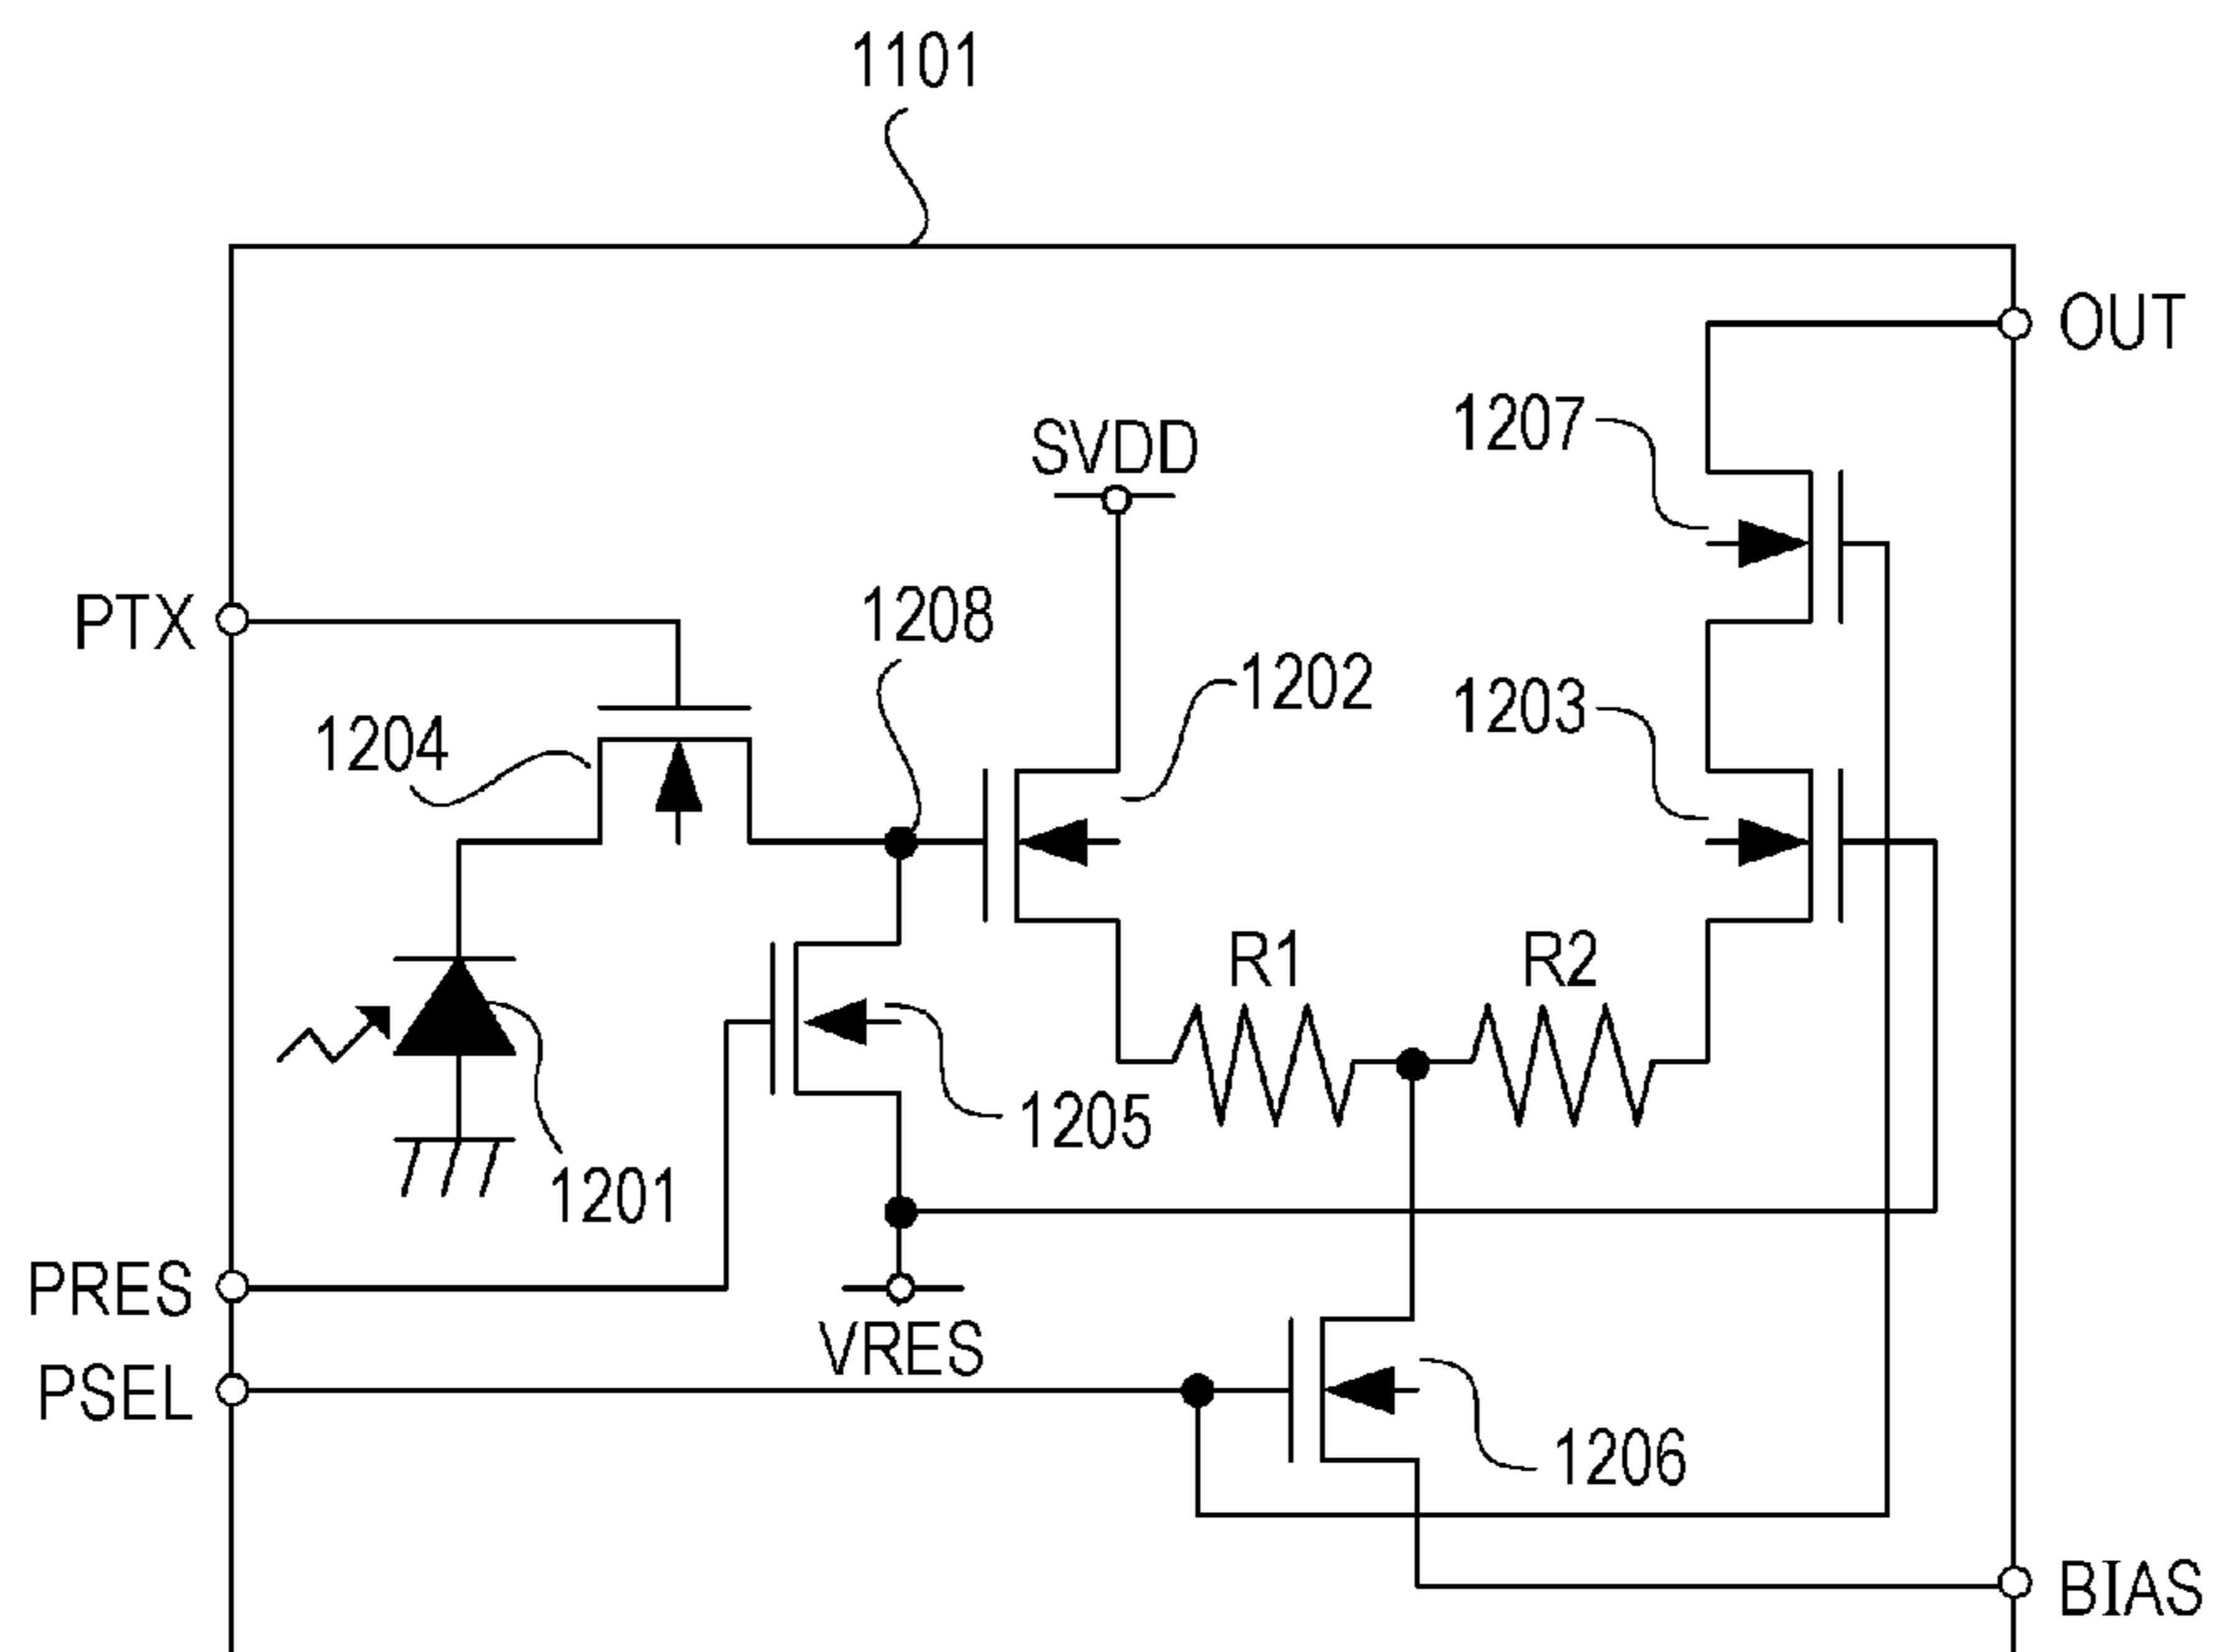 1101
OUT
1207
SVDD
PTX
1208
1202
1203
1204
R1
R2
1205
1201
PRES
VRES
PSEL
1206
BIAS